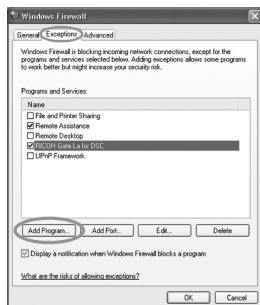 Windows Firewall
General Exceptions Advanced
Windows Firewall is blocking incoming network connections, except for the
programs and services selected below. Adding exceptions allows some programs
to work better but might increase your security risk.
Programs and Services:
Name
File and Printer Sharing
Remote Assistance
Remote Desktop
RICOH Gate La for DSC
UPnP Framework
Add Program... Add Port... Edit... Delete
Display a notification when Windows Firewall blocks a program
What are the risks of allowing exceptions?
OK Cancel